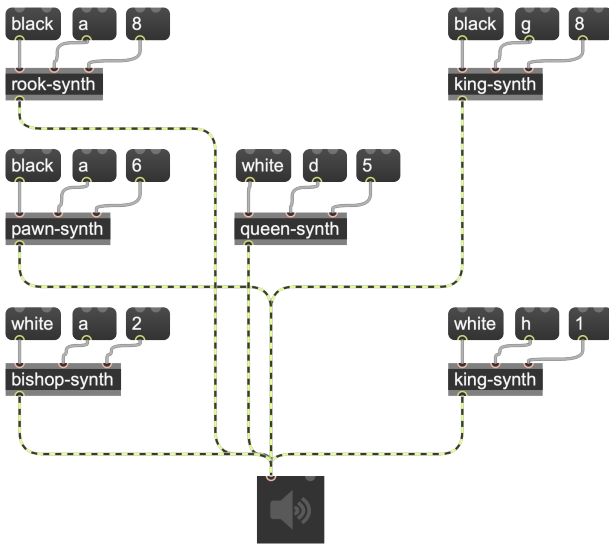 black a 8 black g 8
rook-synth king-synth
black a 6 white d 5
pawn-synth queen-synth
white a 2 white h 1
bishop-synth king-synth